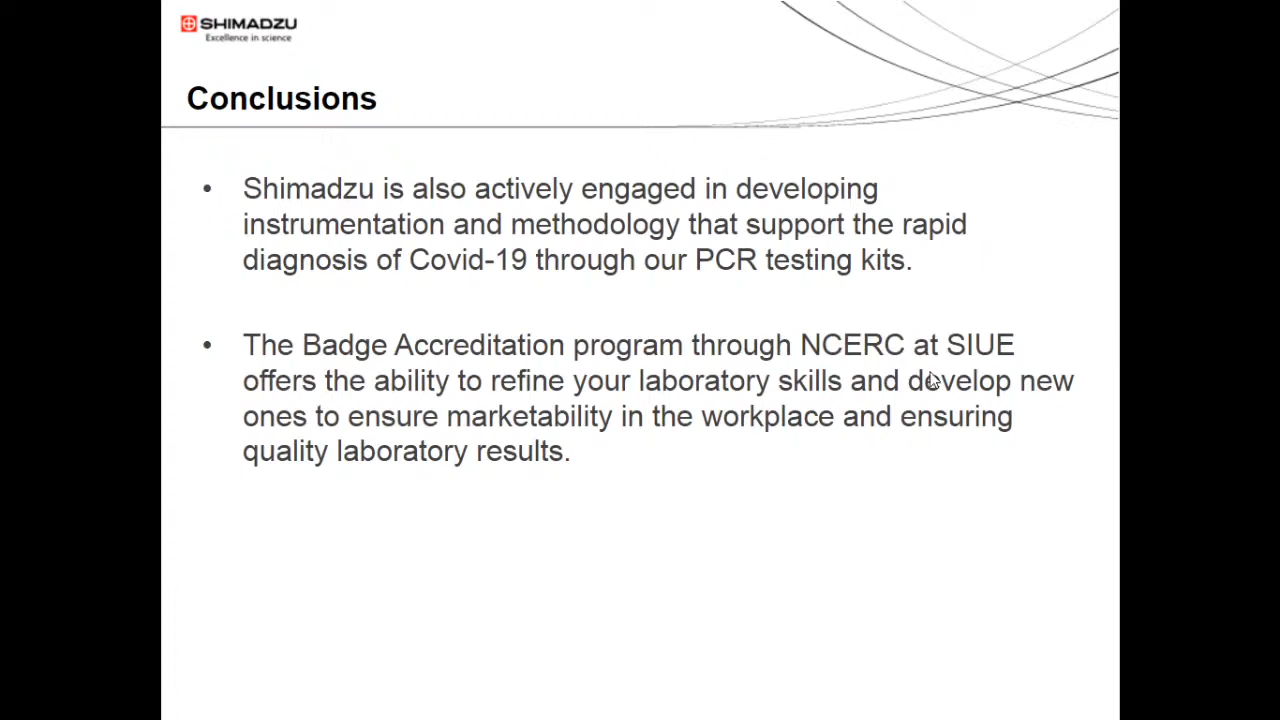 SHIMADZU
Excellence in science
Conclusions
• Shimadzu is also actively engaged in developing
instrumentation and methodology that support the rapid
diagnosis of Covid-19 through our PCR testing kits.
• The Badge Accreditation program through NCERC at SIUE
offers the ability to refine your laboratory skills and develop new
ones to ensure marketability in the workplace and ensuring
quality laboratory results.